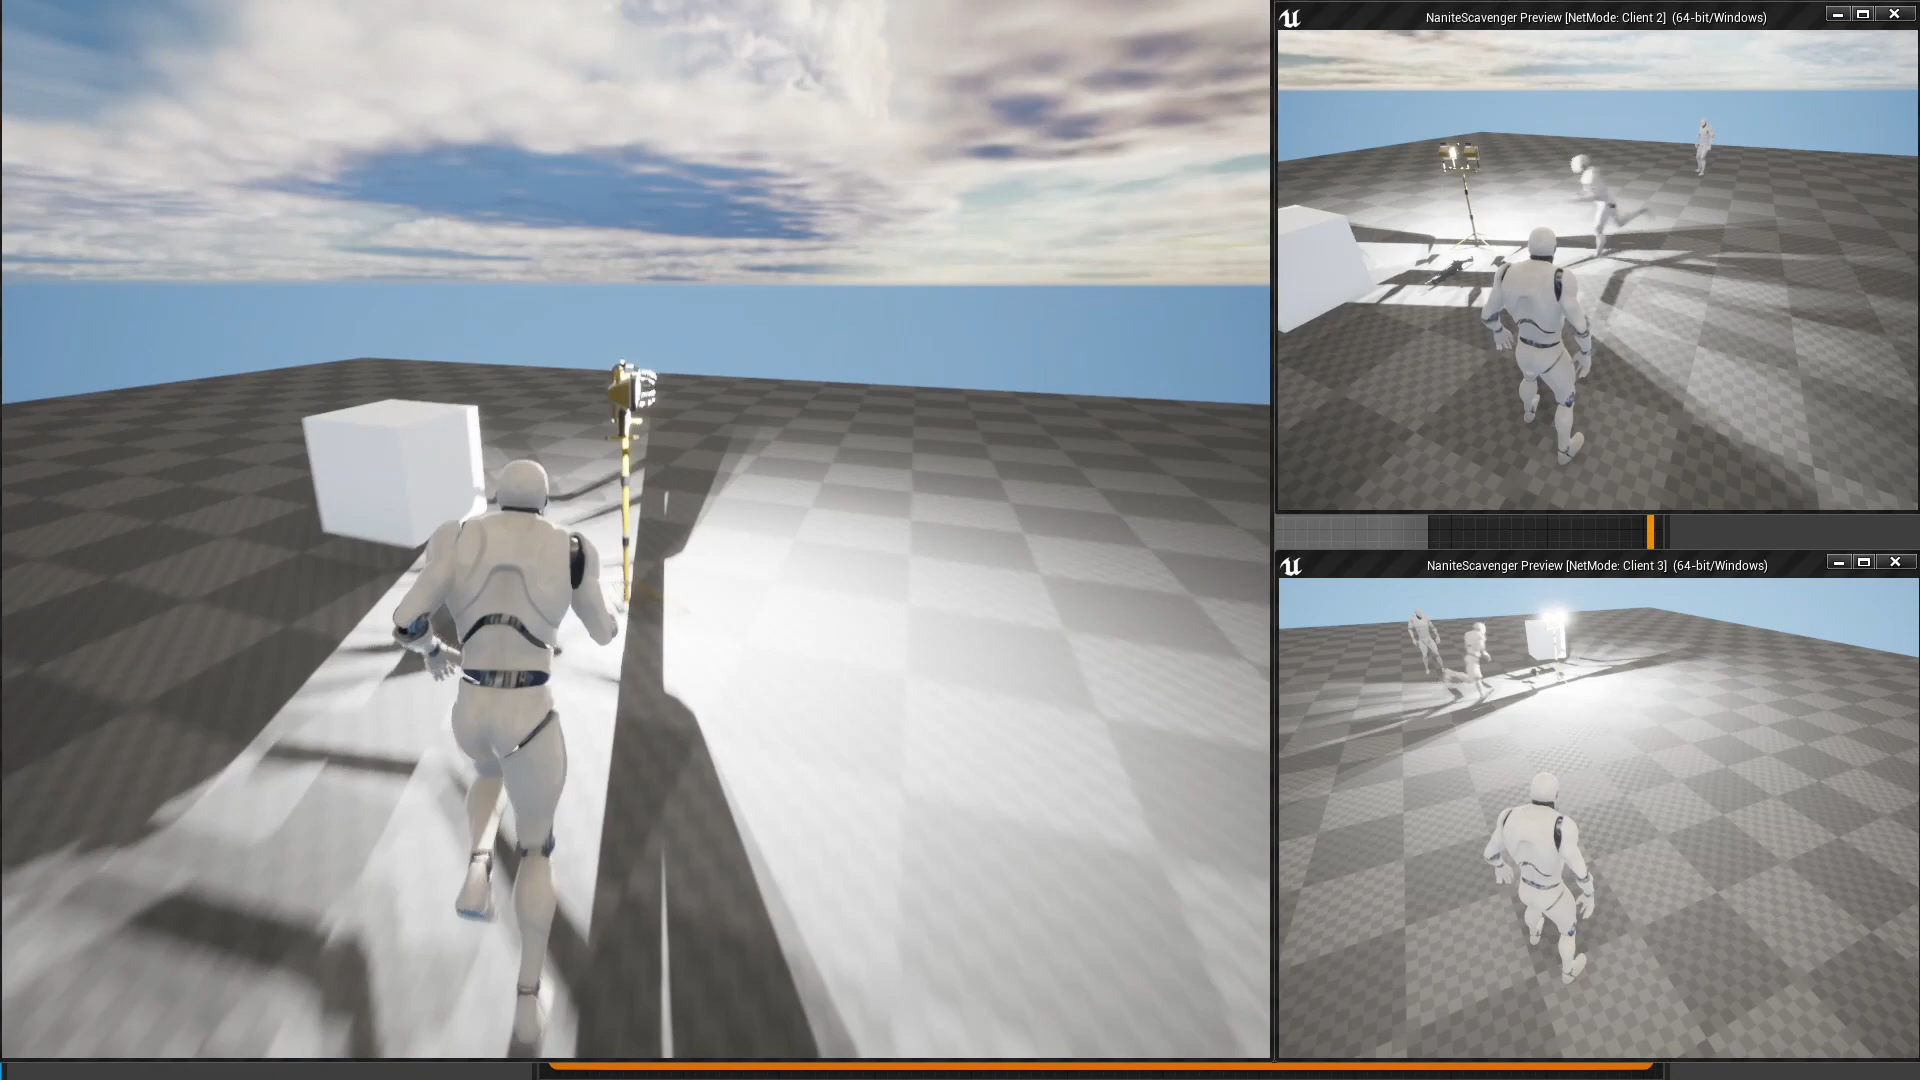 NaniteScavenger Preview [NetMode: Client 2] (64-bit/Windows)
NaniteScavenger Preview [NetMode: Client 3] (64-bit/Windows)